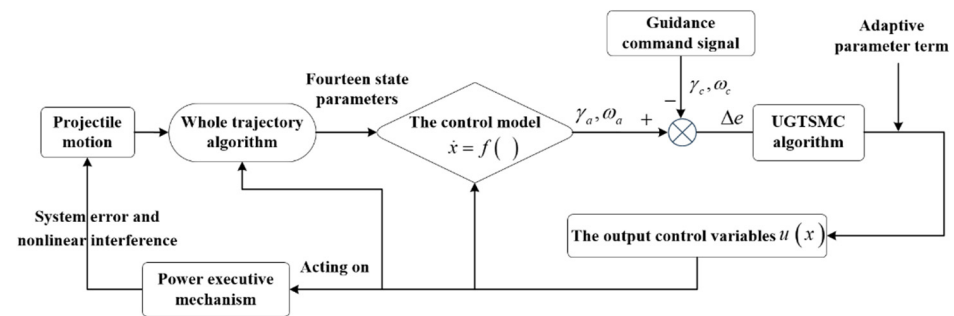 Guidance
command signal
Adaptive
parameter term
Fourteen state
parameters
γc, ωc
−
Projectile
motion
Whole trajectory
algorithm
The control model
ẋ = f ( )
γa, ωa
+
Δe
UGTSMC
algorithm
System error and
nonlinear interference
The output control variables u(x)
Acting on
Power executive
mechanism